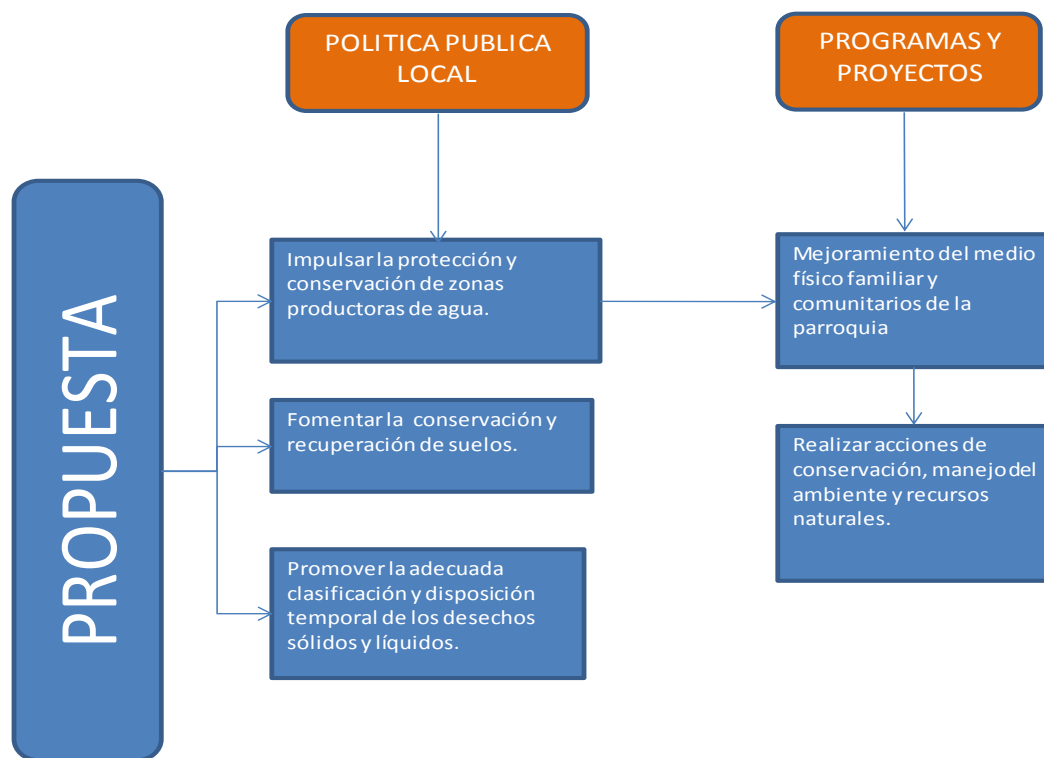 POLITICA PUBLICA
LOCAL
PROGRAMAS Y
PROYECTOS
PROPUESTA
Impulsar la protección y
conservación de zonas
productoras de agua.
Mejoramiento del medio
físico familiar y
comunitarios de la
parroquia
Fomentar la conservación y
recuperación de suelos.
Realizar acciones de
conservación, manejo del
ambiente y recursos
naturales.
Promover la adecuada
clasificación y disposición
temporal de los desechos
sólidos y líquidos.